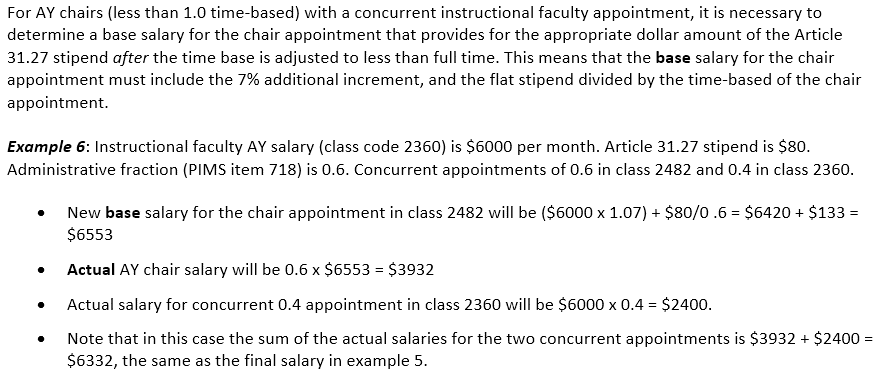 For AY chairs (less than 1.0 time-based) with a concurrent instructional faculty appointment, it is necessary to
determine a base salary for the chair appointment that provides for the appropriate dollar amount of the Article
31.27 stipend after the time base is adjusted to less than full time. This means that the base salary for the chair
appointment must include the 7% additional increment, and the flat stipend divided by the time-based of the chair
appointment.
Example 6: Instructional faculty AY salary (class code 2360) is $6000 per month. Article 31.27 stipend is $80.
Administrative fraction (PIMS item 718) is 0.6. Concurrent appointments of 0.6 in class 2482 and 0.4 in class 2360.
• New base salary for the chair appointment in class 2482 will be ($6000 x 1.07) + $80/0 .6 = $6420 + $133 =
$6553
• Actual AY chair salary will be 0.6 x $6553 = $3932
• Actual salary for concurrent 0.4 appointment in class 2360 will be $6000 x 0.4 = $2400.
• Note that in this case the sum of the actual salaries for the two concurrent appointments is $3932 + $2400 =
$6332, the same as the final salary in example 5.